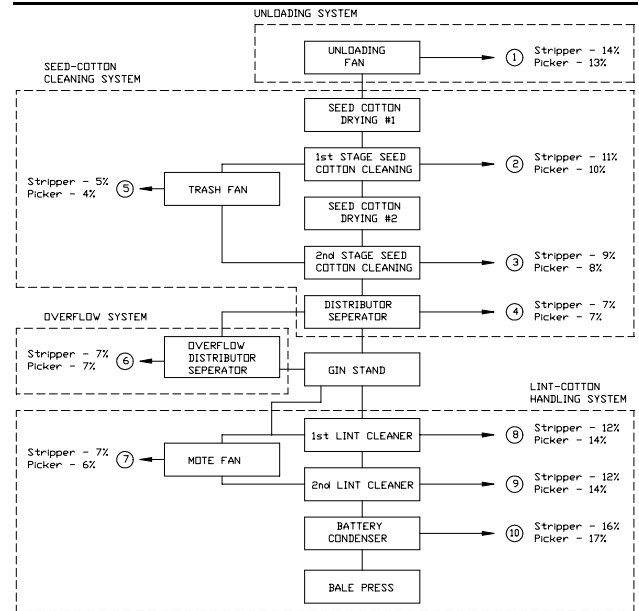 UNLOADING SYSTEM
UNLOADING
FAN
1
Stripper - 14%
Picker - 13%
SEED-COTTON
CLEANING SYSTEM
SEED COTTON
DRYING #1
1st STAGE SEED
COTTON CLEANING
2
Stripper - 11%
Picker - 10%
Stripper - 5%
Picker - 4%
5
TRASH FAN
SEED COTTON
DRYING #2
2nd STAGE SEED
COTTON CLEANING
3
Stripper - 9%
Picker - 8%
DISTRIBUTOR
SEPERATOR
4
Stripper - 7%
Picker - 7%
OVERFLOW SYSTEM
Stripper - 7%
Picker - 7%
6
OVERFLOW
DISTRIBUTOR
SEPERATOR
GIN STAND
LINT-COTTON
HANDLING SYSTEM
1st LINT CLEANER
8
Stripper - 12%
Picker - 14%
Stripper - 7%
Picker - 6%
7
MOTE FAN
2nd LINT CLEANER
9
Stripper - 12%
Picker - 14%
BATTERY
CONDENSER
10
Stripper - 16%
Picker - 17%
BALE PRESS